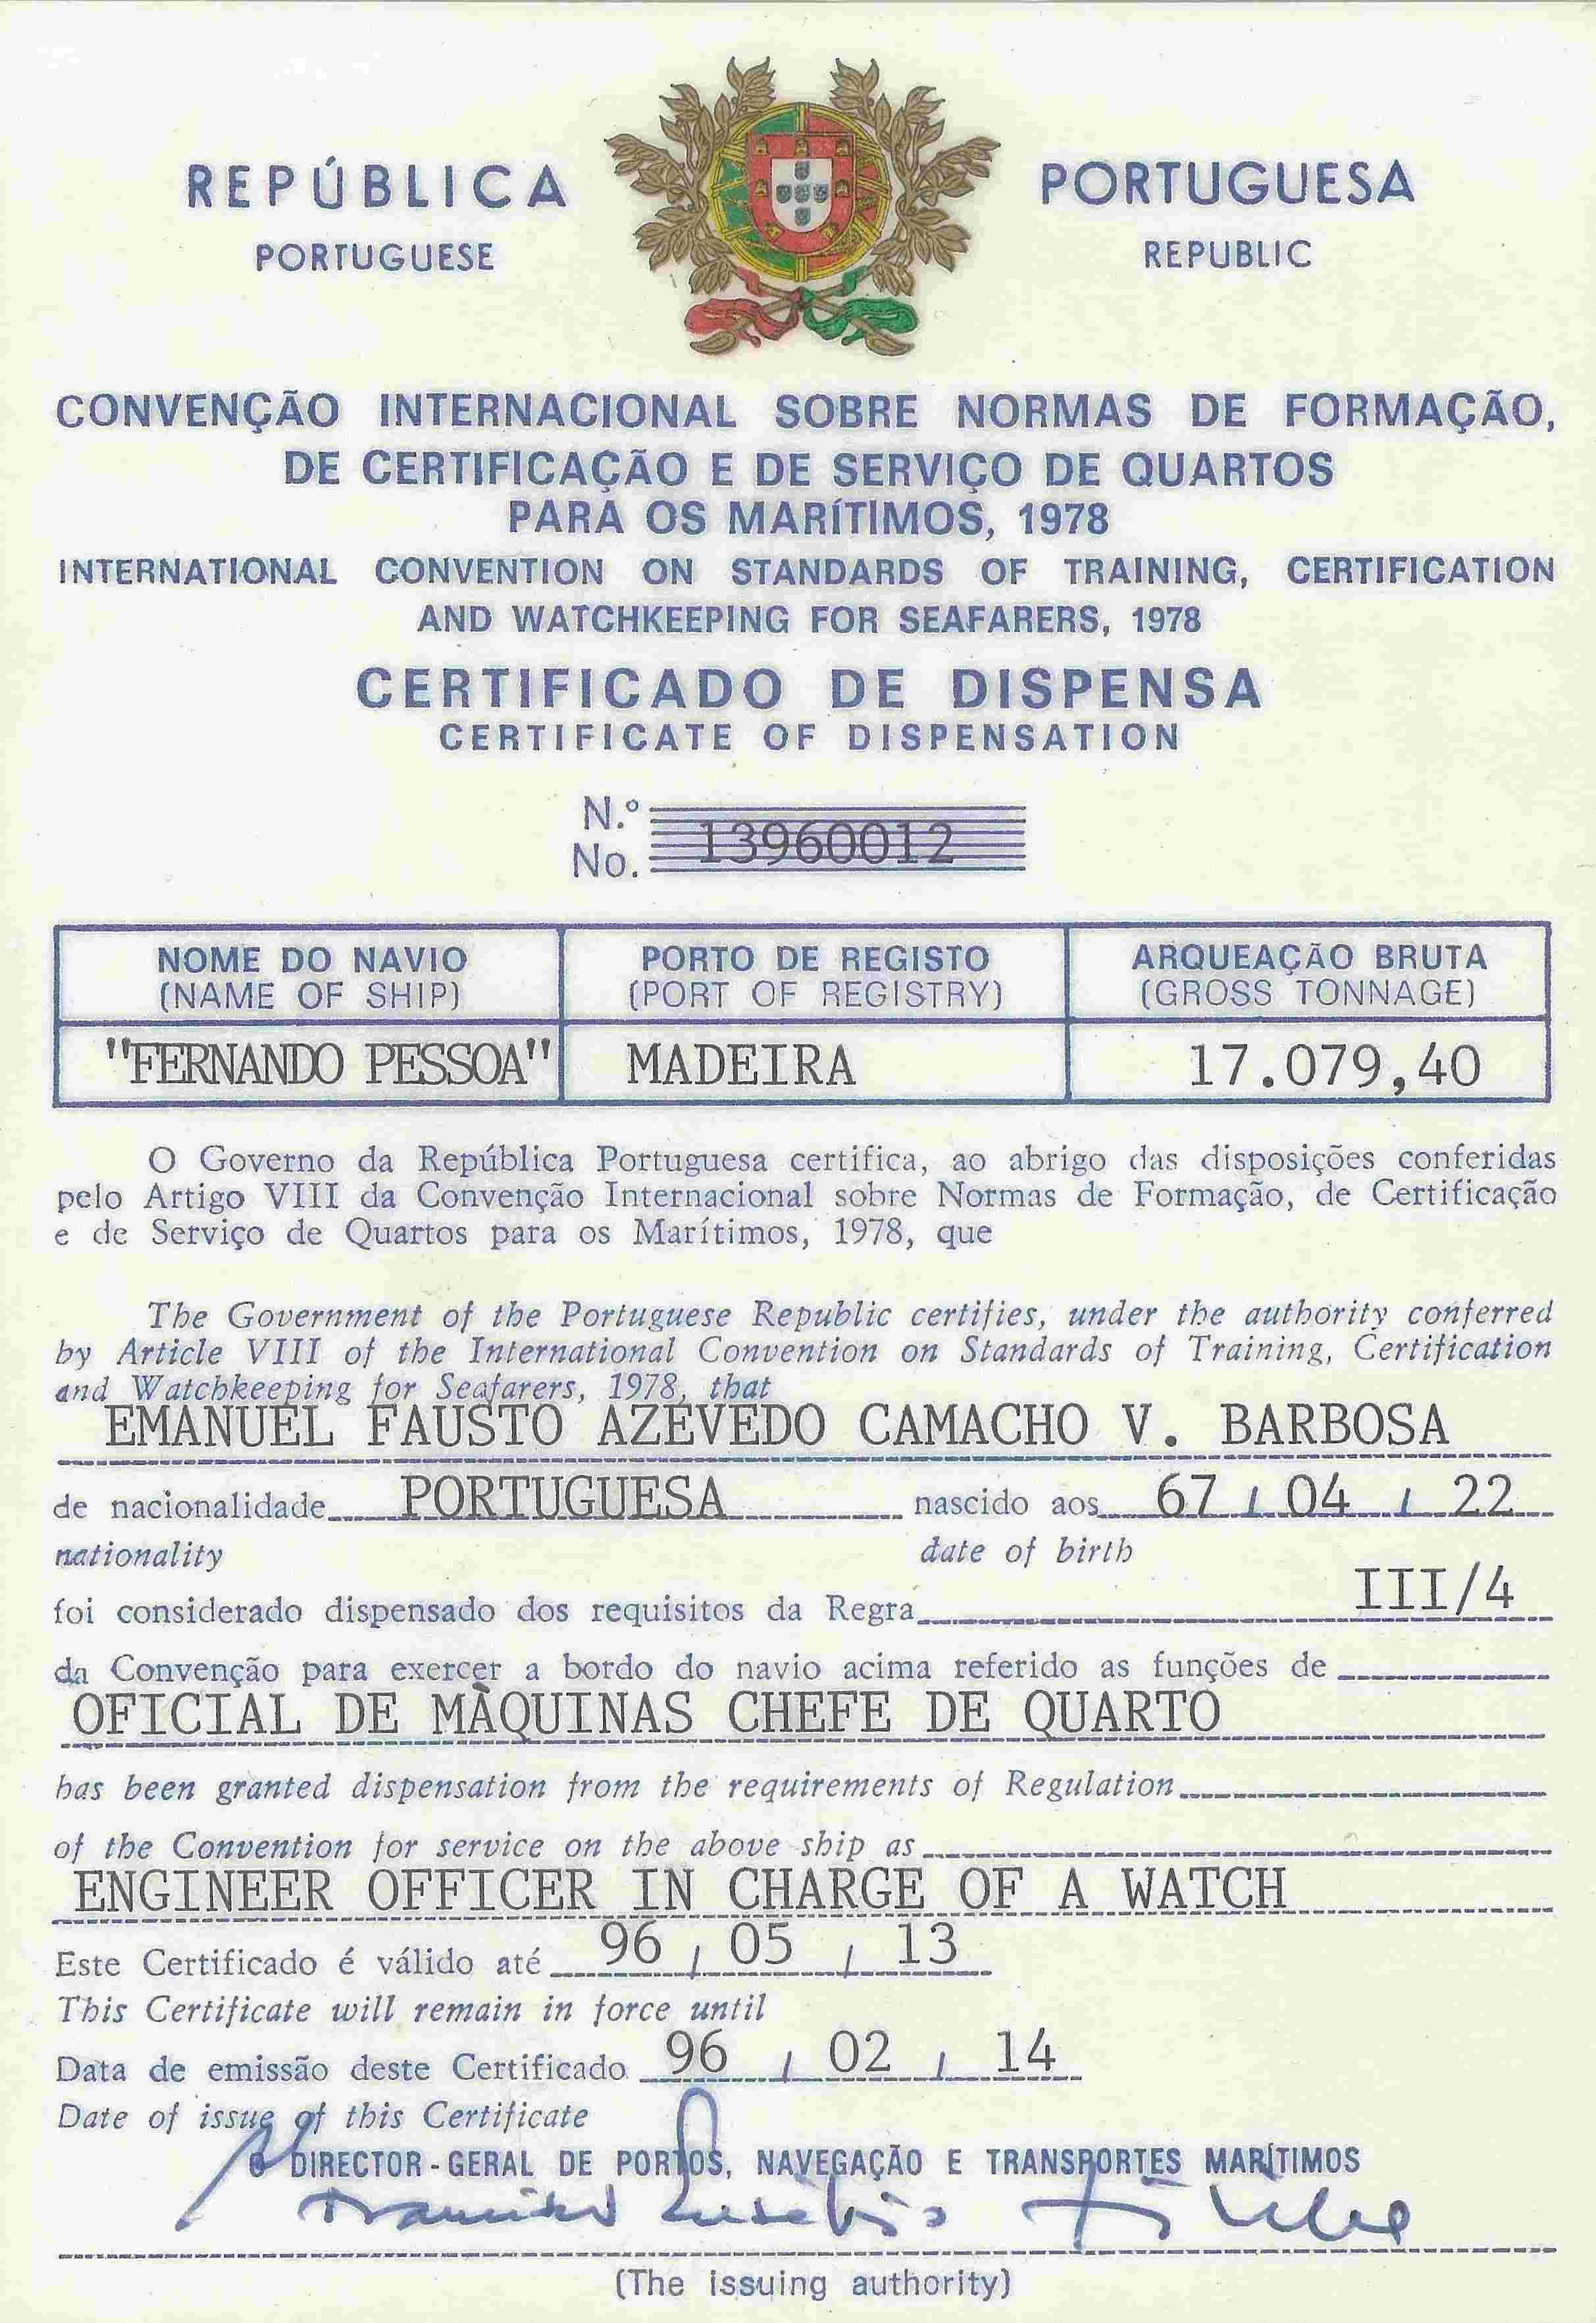 REPÚBLICA PORTUGUESA
PORTUGUESE REPUBLIC
CONVENÇÃO INTERNACIONAL SOBRE NORMAS DE FORMAÇÃO,
DE CERTIFICAÇÃO E DE SERVIÇO DE QUARTOS
PARA OS MARÍTIMOS, 1978
INTERNATIONAL CONVENTION ON STANDARDS OF TRAINING, CERTIFICATION
AND WATCHKEEPING FOR SEAFARERS, 1978
CERTIFICADO DE DISPENSA
CERTIFICATE OF DISPENSATION
N.º
No. 13960012
NOME DO NAVIO PORTO DE REGISTO ARQUEAÇÃO BRUTA
(NAME OF SHIP) (PORT OF REGISTRY) (GROSS TONNAGE)
"FERNANDO PESSOA" MADEIRA 17.079,40
O Governo da República Portuguesa certifica, ao abrigo das disposições conferidas
pelo Artigo VIII da Convenção Internacional sobre Normas de Formação, de Certificação
e de Serviço de Quartos para os Marítimos, 1978, que
The Government of the Portuguese Republic certifies, under the authority conferred
by Article VIII of the International Convention on Standards of Training, Certification
and Watchkeeping for Seafarers, 1978, that
EMANUEL FAUSTO AZEVEDO CAMACHO V. BARBOSA
de nacionalidade PORTUGUESA nascido aos 67 / 04 / 22
nationality date of birth
foi considerado dispensado dos requisitos da Regra III/4
da Convenção para exercer a bordo do navio acima referido as funções de
OFICIAL DE MÀQUINAS CHEFE DE QUARTO
has been granted dispensation from the requirements of Regulation
of the Convention for service on the above ship as
ENGINEER OFFICER IN CHARGE OF A WATCH
Este Certificado é válido até 96 / 05 / 13
This Certificate will remain in force until
Data de emissão deste Certificado 96 / 02 / 14
Date of issue of this Certificate
O DIRECTOR-GERAL DE PORTOS, NAVEGAÇÃO E TRANSPORTES MARÍTIMOS
(The issuing authority)